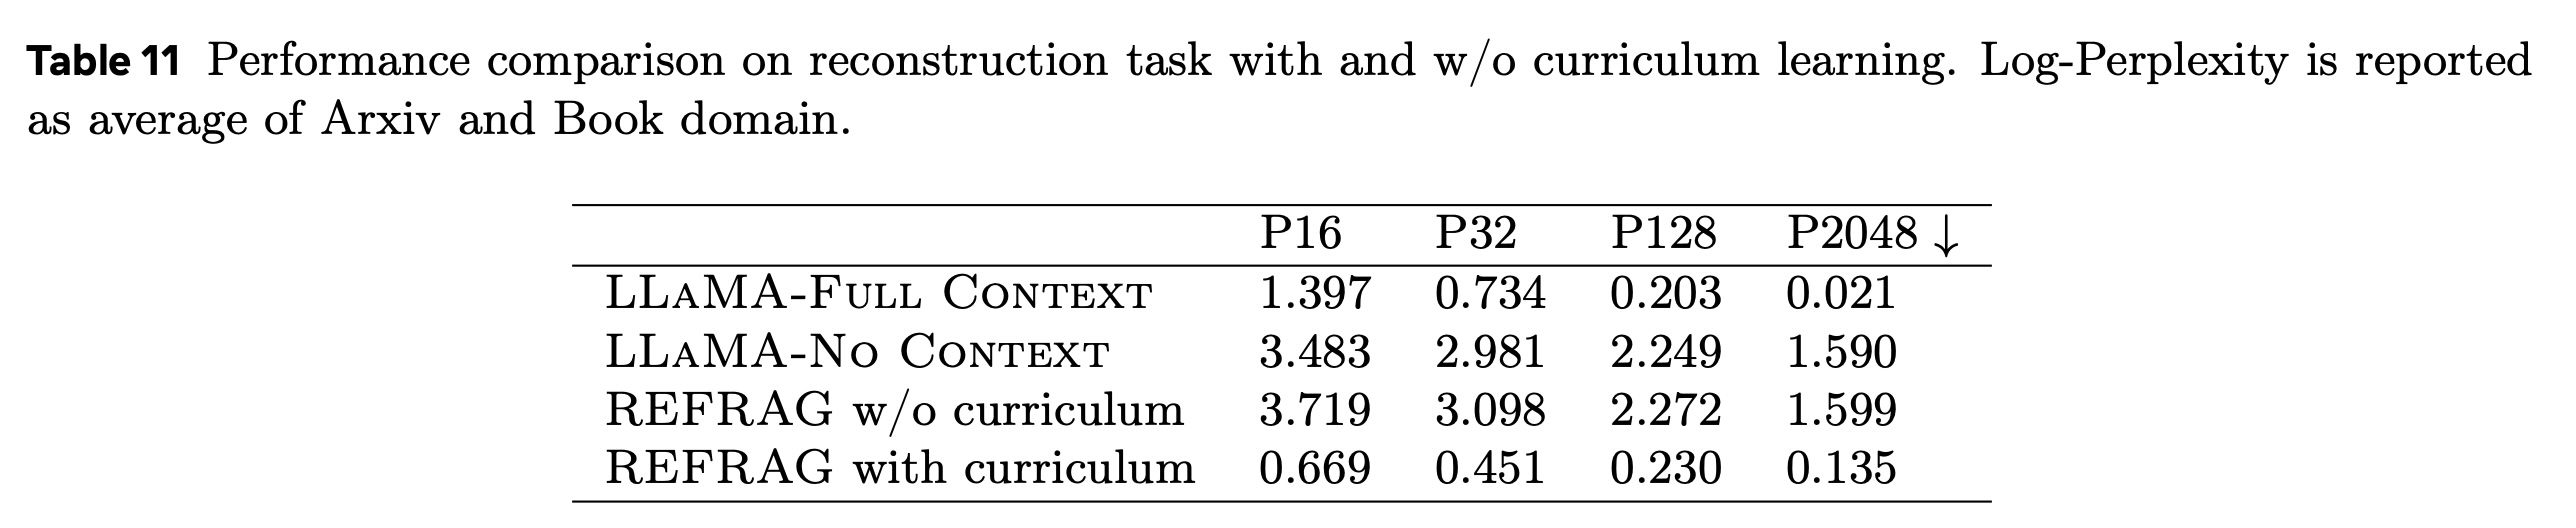 Table 11 Performance comparison on reconstruction task with and w/o curriculum learning. Log-Perplexity is reported
as average of Arxiv and Book domain.
P16 P32 P128 P2048 ↓
LLaMA-Full Context 1.397 0.734 0.203 0.021
LLaMA-No Context 3.483 2.981 2.249 1.590
REFRAG w/o curriculum 3.719 3.098 2.272 1.599
REFRAG with curriculum 0.669 0.451 0.230 0.135